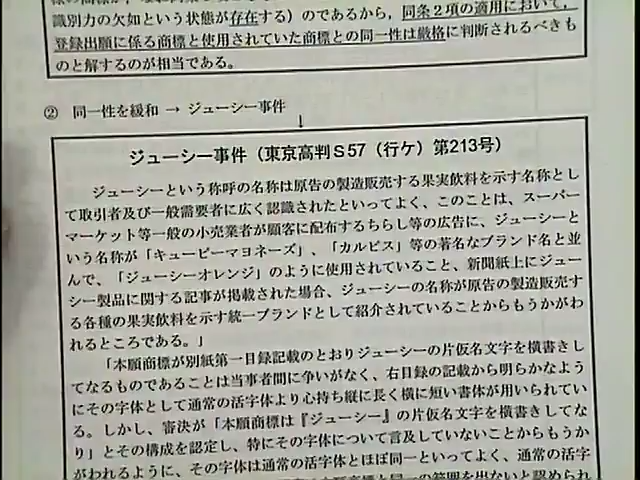 識別力の欠如という状態が存在する）のであるから，同条２項の適用において，
登録出願に係る商標と使用されていた商標との同一性は厳格に判断されるべきも
のと解するのが相当である。
② 同一性を緩和 → ジューシー事件
↓
ジューシー事件（東京高判Ｓ57（行ケ）第213号）
ジューシーという称呼の名称は原告の製造販売する果実飲料を示す名称とし
て取引者及び一般需要者に広く認識されたといってよく、このことは、スーパー
マーケット等一般の小売業者が顧客に配布するちらし等の広告に、ジューシーと
いう名称が「キューピーマヨネーズ」、「カルピス」等の著名なブランド名と並
んで、「ジューシーオレンジ」のように使用されていること、新聞紙上にジュー
シー製品に関する記事が掲載された場合、ジューシーの名称が原告の製造販売す
る各種の果実飲料を示す統一ブランドとして紹介されていることからもうかがわ
れるところである。」
「本願商標が別紙第一目録記載のとおりジューシーの片仮名文字を横書きし
てなるものであることは当事者間に争いがなく、右目録の記載から明らかなよう
にその字体として通常の活字体より心持ち縦に長く横に短い書体が用いられてい
る。しかし、審決が「本願商標は『ジューシー』の片仮名文字を横書きしてな
り」とその構成を認定し、特にその字体について言及していないことからもうか
がわれるように、その字体は通常の活字体とほぼ同一といってよく、通常の活字